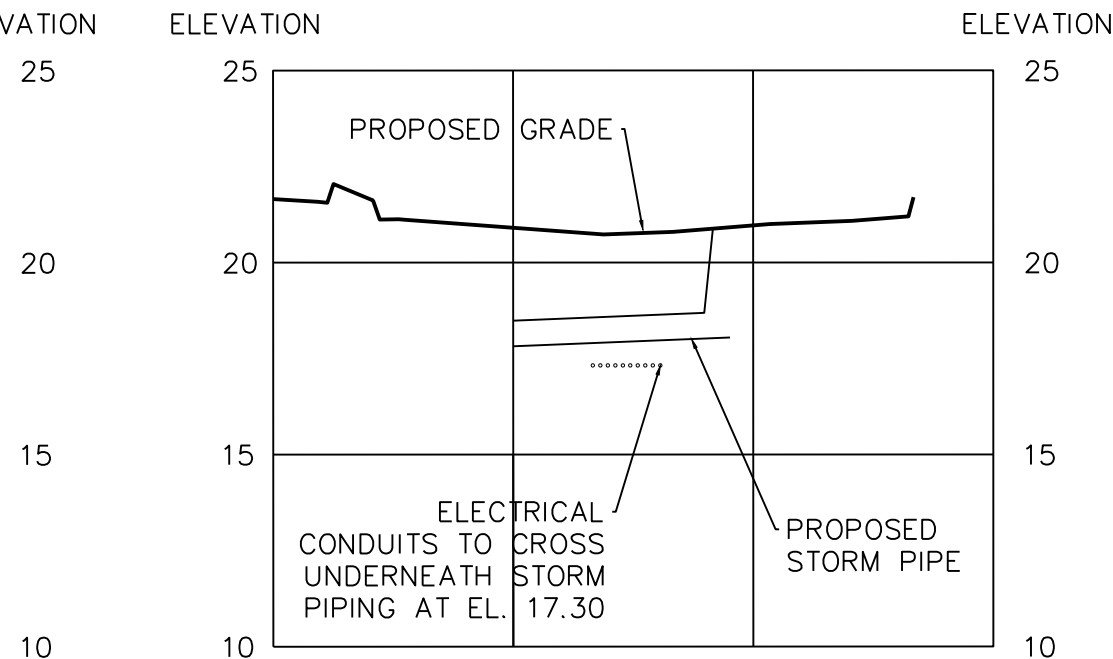 VATION ELEVATION ELEVATION
25 25 25
PROPOSED GRADE
20 20 20
15 15 15
ELECTRICAL
CONDUITS TO CROSS
UNDERNEATH STORM
PIPING AT EL. 17.30
PROPOSED
STORM PIPE
10 10 10